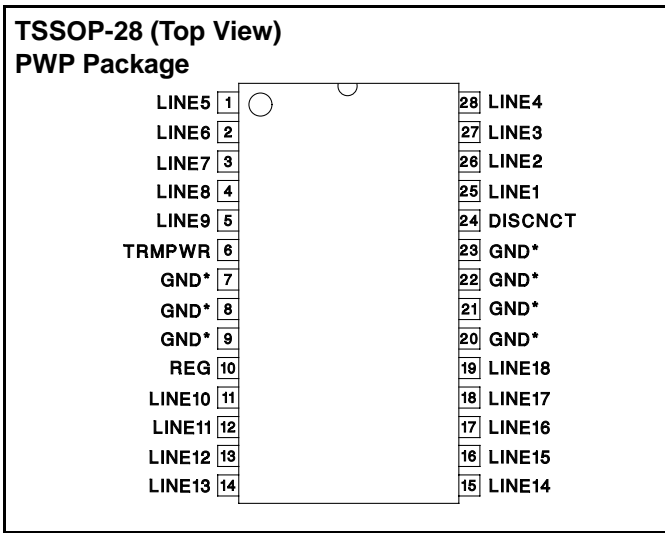 TSSOP-28 (Top View)
PWP Package
LINE5 1 28 LINE4
LINE6 2 27 LINE3
LINE7 3 26 LINE2
LINE8 4 25 LINE1
LINE9 5 24 DISCNCT
TRMPWR 6 23 GND*
GND* 7 22 GND*
GND* 8 21 GND*
GND* 9 20 GND*
REG 10 19 LINE18
LINE10 11 18 LINE17
LINE11 12 17 LINE16
LINE12 13 16 LINE15
LINE13 14 15 LINE14